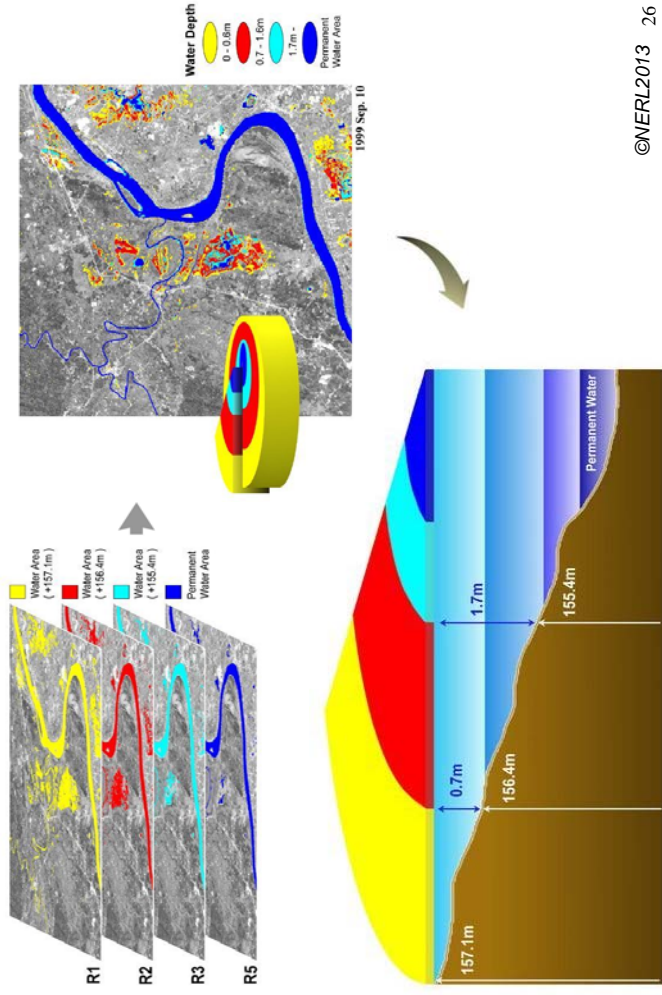 R1
R2
R3
R5
Water Area
( +157.1m )
Water Area
( +156.4m )
Water Area
( +155.4m )
Permanent
Water Area
Water Depth
0 - 0.6m
0.7 - 1.6m
1.7m -
Permanent
Water Area
1999 Sep. 10
157.1m
0.7m
156.4m
1.7m
155.4m
Permanent Water
©NERL2013 26